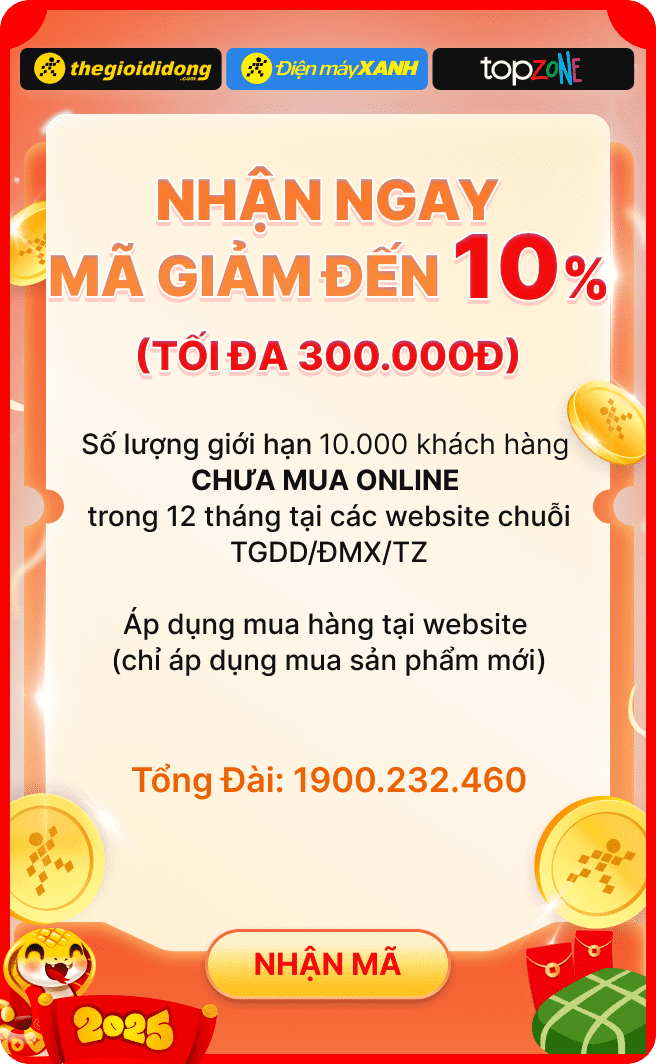 thegioididong
.com
Điện máyXANH
topzone
NHẬN NGAY
MÃ GIẢM ĐẾN 10%
(TỐI ĐA 300.000Đ)
Số lượng giới hạn 10.000 khách hàng
CHƯA MUA ONLINE
trong 12 tháng tại các website chuỗi
TGDD/ĐMX/TZ
Áp dụng mua hàng tại website
(chỉ áp dụng mua sản phẩm mới)
Tổng Đài: 1900.232.460
NHẬN MÃ
2025